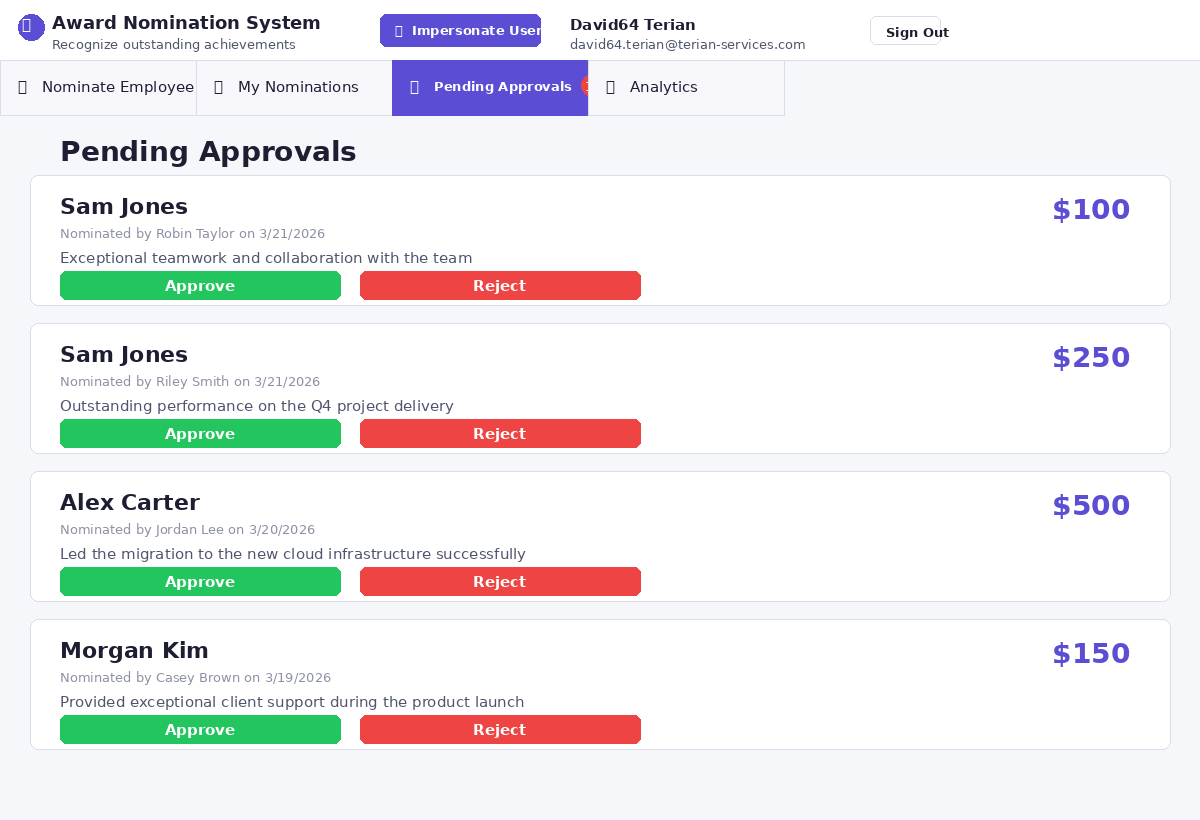 Award Nomination System
Recognize outstanding achievements
Impersonate User
David64 Terian
david64.terian@terian-services.com
Sign Out
Nominate Employee
My Nominations
Pending Approvals
Analytics
Pending Approvals
Sam Jones
$100
Nominated by Robin Taylor on 3/21/2026
Exceptional teamwork and collaboration with the team
Approve
Reject
Sam Jones
$250
Nominated by Riley Smith on 3/21/2026
Outstanding performance on the Q4 project delivery
Approve
Reject
Alex Carter
$500
Nominated by Jordan Lee on 3/20/2026
Led the migration to the new cloud infrastructure successfully
Approve
Reject
Morgan Kim
$150
Nominated by Casey Brown on 3/19/2026
Provided exceptional client support during the product launch
Approve
Reject